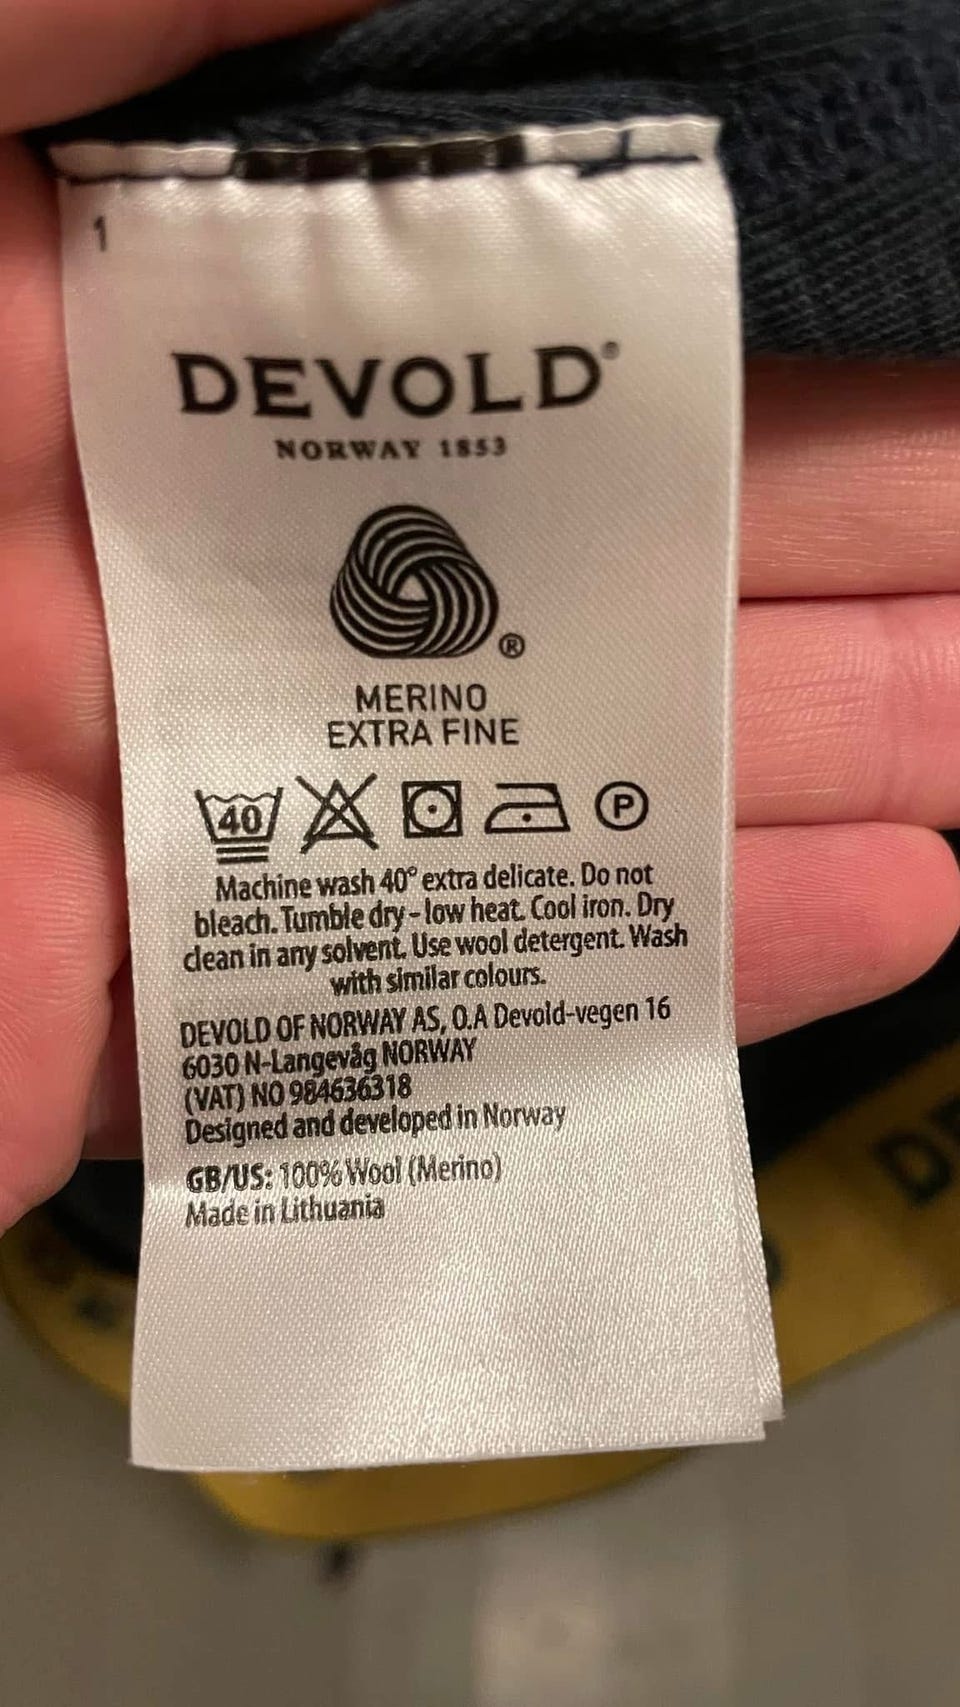 1
DEVOLD®
NORWAY 1853
®
MERINO
EXTRA FINE
40 P
Machine wash 40° extra delicate. Do not
bleach. Tumble dry - low heat. Cool iron. Dry
clean in any solvent. Use wool detergent. Wash
with similar colours.
DEVOLD OF NORWAY AS, O.A Devold-vegen 16
6030 N-Langevåg NORWAY
(VAT) NO 984636318
Designed and developed in Norway
GB/US: 100% Wool (Merino)
Made in Lithuania